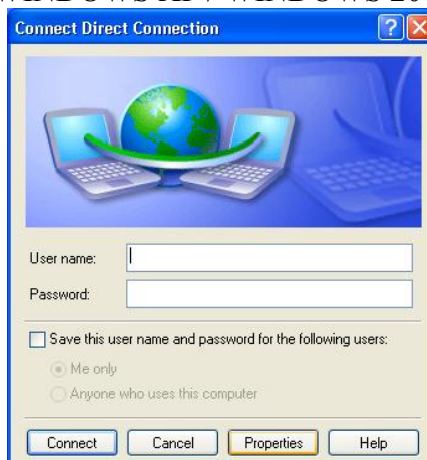 Connect Direct Connection
User name:
Password:
Save this user name and password for the following users:
Me only
Anyone who uses this computer
Connect Cancel Properties Help